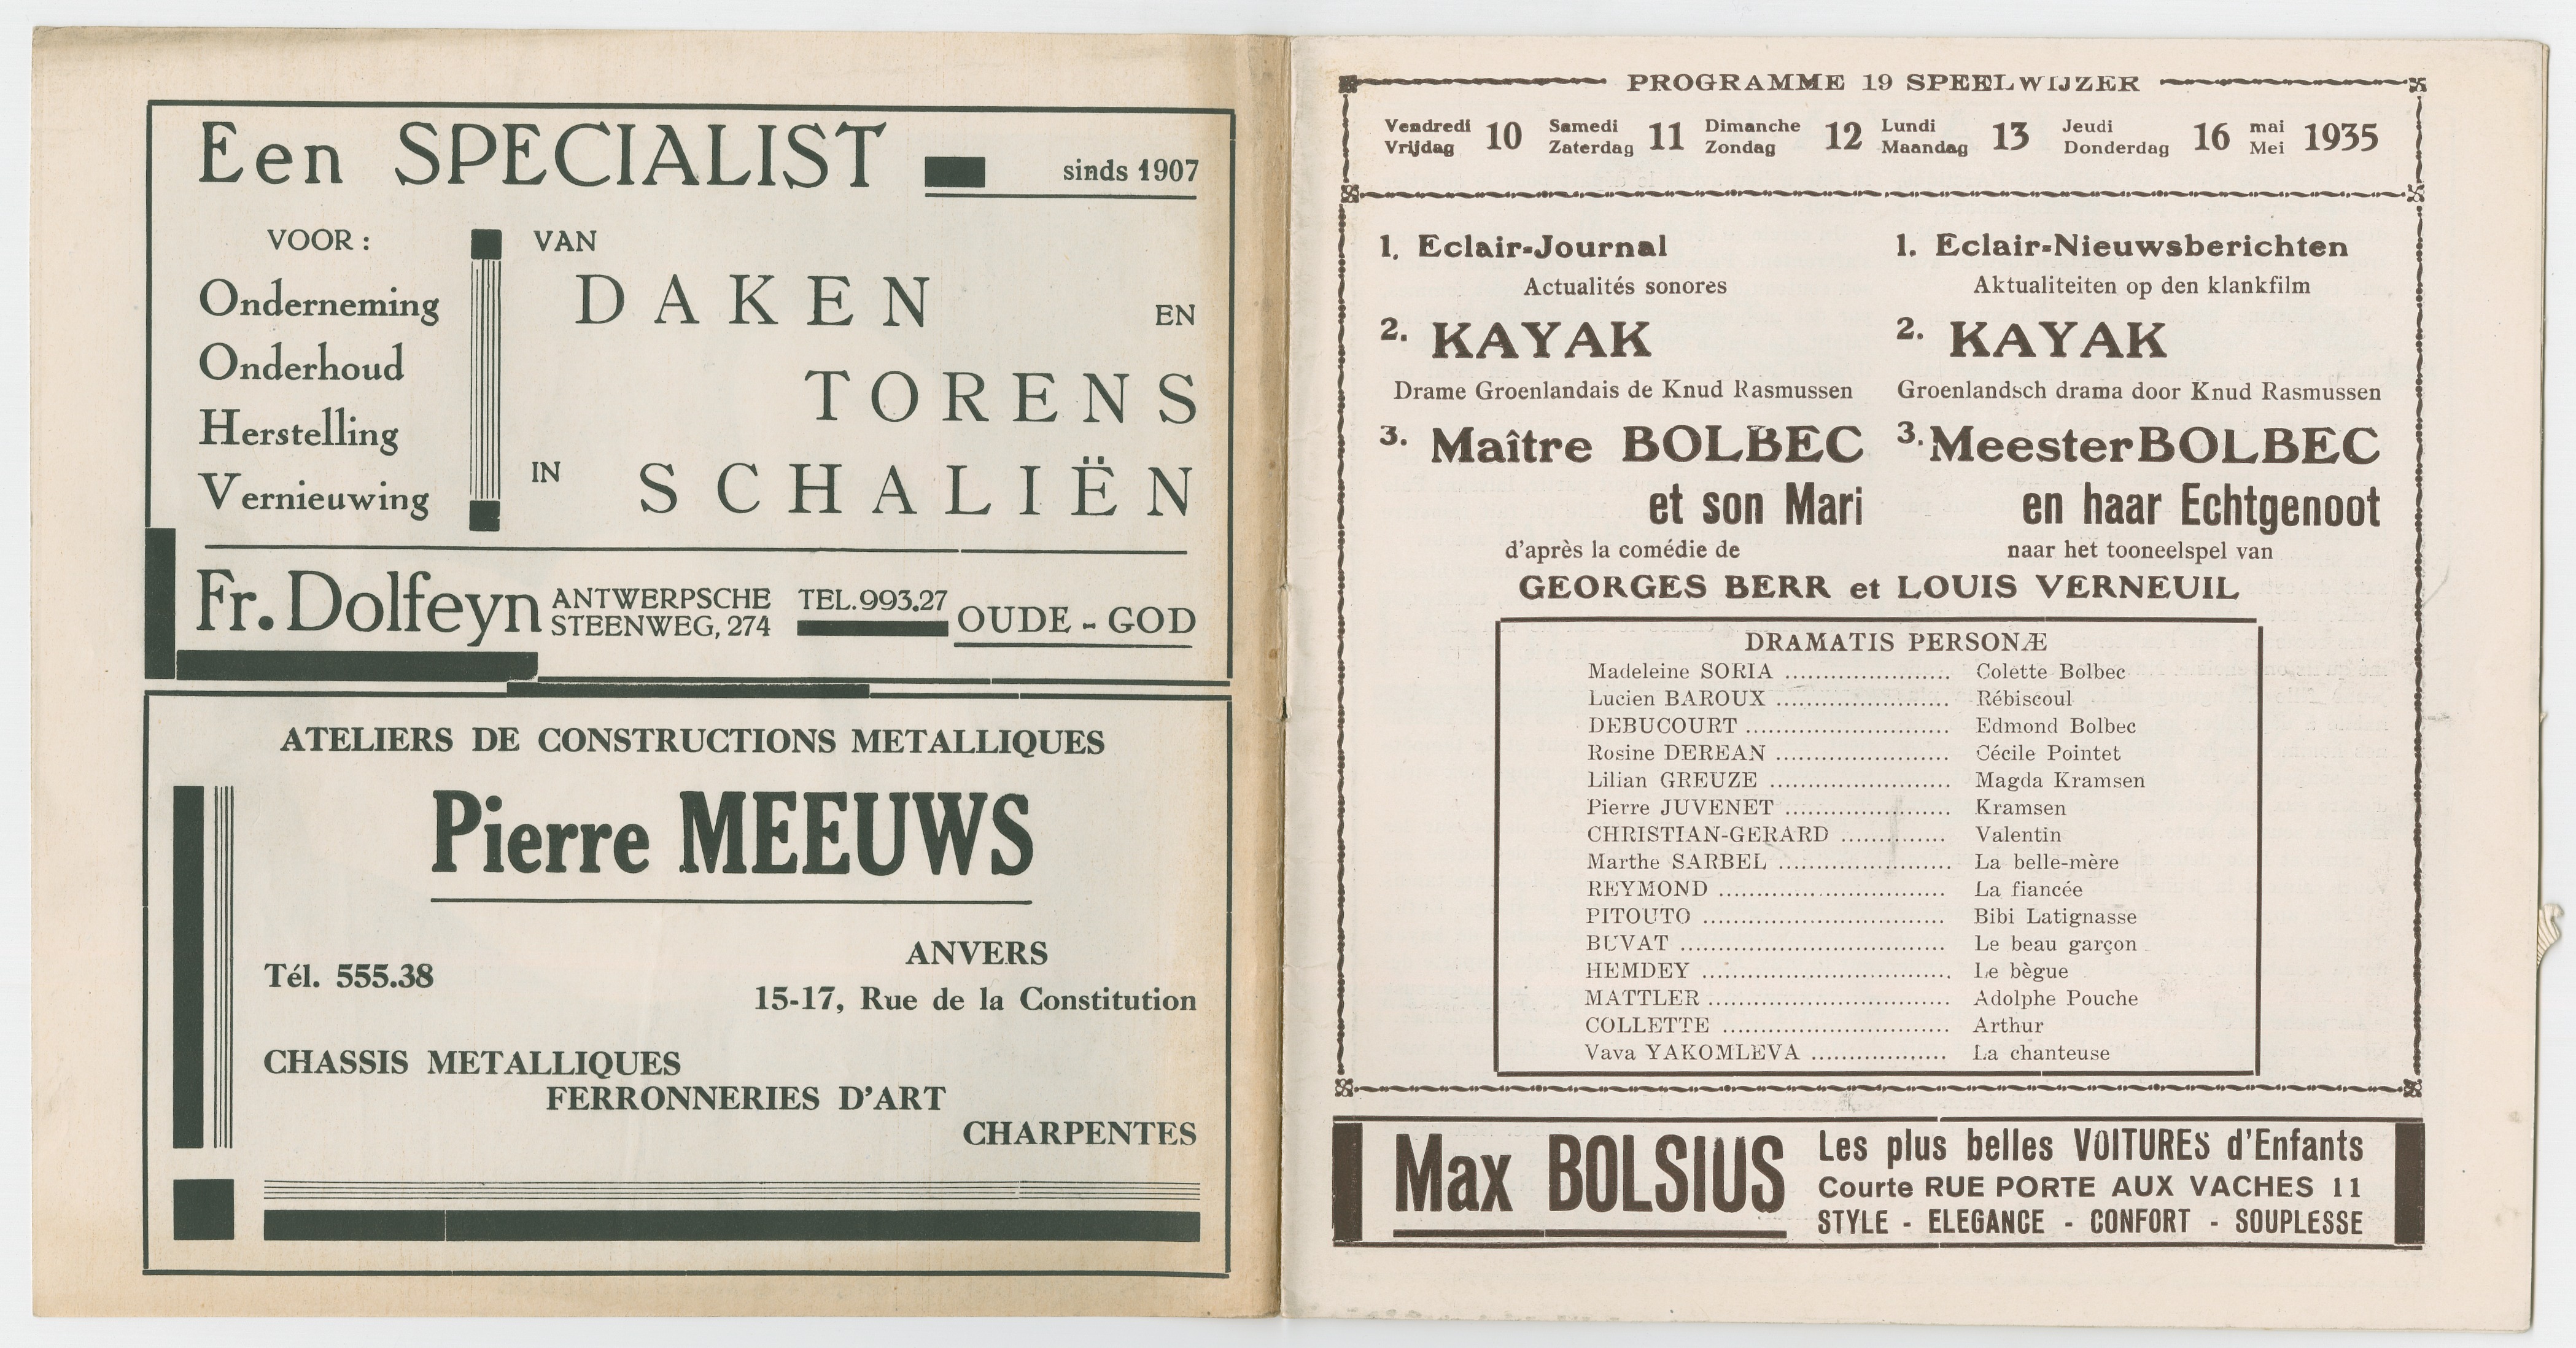 Een SPECIALIST sinds 1907
VOOR :
Onderneming
Onderhoud
Herstelling
Vernieuwing
VAN
DAKEN EN
TORENS
IN SCHALIËN
Fr. Dolfeyn
ANTWERPSCHE
STEENWEG, 274
TEL. 993.27
OUDE - GOD
ATELIERS DE CONSTRUCTIONS METALLIQUES
Pierre MEEUWS
Tél. 555.38
ANVERS
15-17, Rue de la Constitution
CHASSIS METALLIQUES
FERRONNERIES D'ART
CHARPENTES
PROGRAMME 19 SPEELWIJZER
Vendredi
Vrijdag
10
Samedi
Zaterdag
11
Dimanche
Zondag
12
Lundi
Maandag
13
Jeudi
Donderdag
16
mai
Mei
1935
1. Eclair-Journal
Actualités sonores
2. KAYAK
Drame Groenlandais de Knud Rasmussen
3. Maître BOLBEC
et son Mari
d'après la comédie de
1. Eclair-Nieuwsberichten
Aktualiteiten op den klankfilm
2. KAYAK
Groenlandsch drama door Knud Rasmussen
3. Meester BOLBEC
en haar Echtgenoot
naar het tooneelspel van
GEORGES BERR et LOUIS VERNEUIL
DRAMATIS PERSONÆ
Madeleine SORIA ...................... Colette Bolbec
Lucien BAROUX ....................... Rébiscoul
DEBUCOURT ........................... Edmond Bolbec
Rosine DEREAN ....................... Cécile Pointet
Lilian GREUZE ........................ Magda Kramsen
Pierre JUVENET ...................... Kramsen
CHRISTIAN-GERARD .............. Valentin
Marthe SARBEL ....................... La belle-mère
REYMOND .............................. La fiancée
PITOUTO ................................ Bibi Latignasse
BUVAT ................................... Le beau garçon
HEMDEY ................................. Le bègue
MATTLER ................................ Adolphe Pouche
COLLETTE .............................. Arthur
Vava YAKOMLEVA .................. La chanteuse
Max BOLSIUS
Les plus belles VOITURES d'Enfants
Courte RUE PORTE AUX VACHES 11
STYLE - ELEGANCE - CONFORT - SOUPLESSE